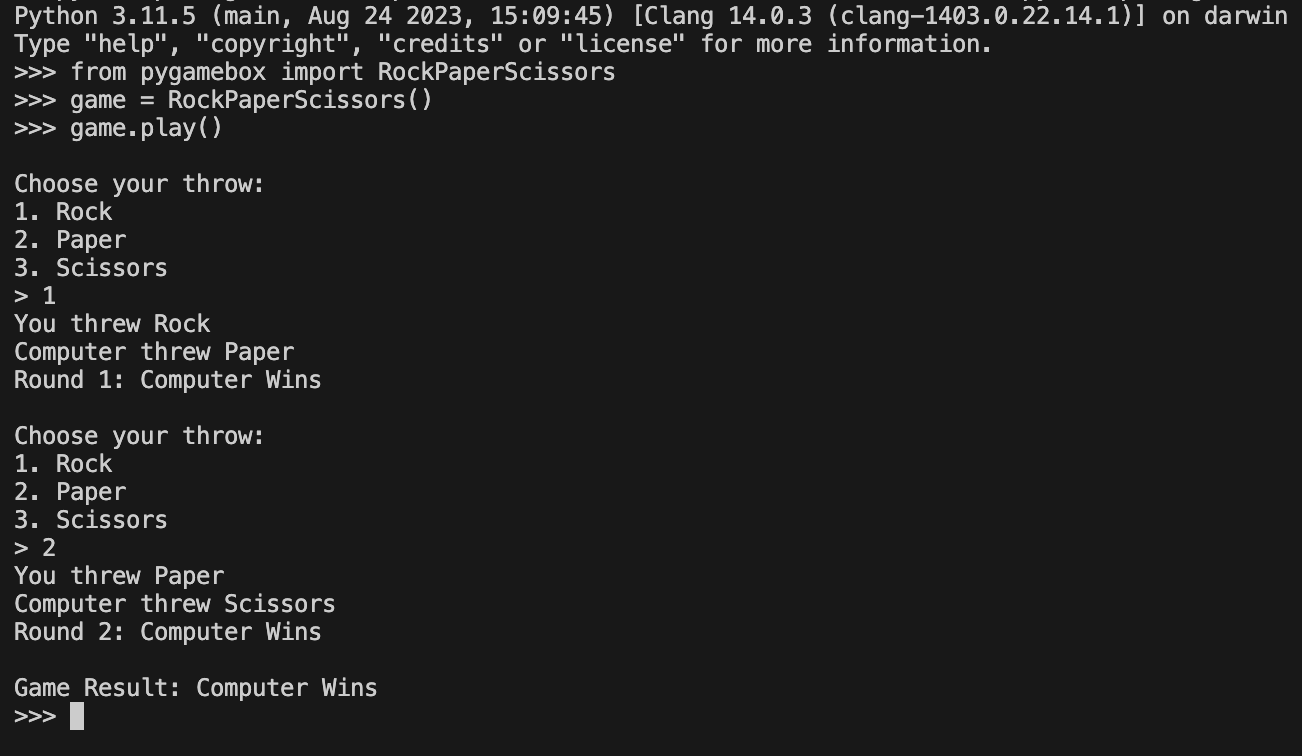 Python 3.11.5 (main, Aug 24 2023, 15:09:45) [Clang 14.0.3 (clang-1403.0.22.14.1)] on darwin
Type "help", "copyright", "credits" or "license" for more information.
>>> from pygamebox import RockPaperScissors
>>> game = RockPaperScissors()
>>> game.play()
Choose your throw:
1. Rock
2. Paper
3. Scissors
> 1
You threw Rock
Computer threw Paper
Round 1: Computer Wins
Choose your throw:
1. Rock
2. Paper
3. Scissors
> 2
You threw Paper
Computer threw Scissors
Round 2: Computer Wins
Game Result: Computer Wins
>>>